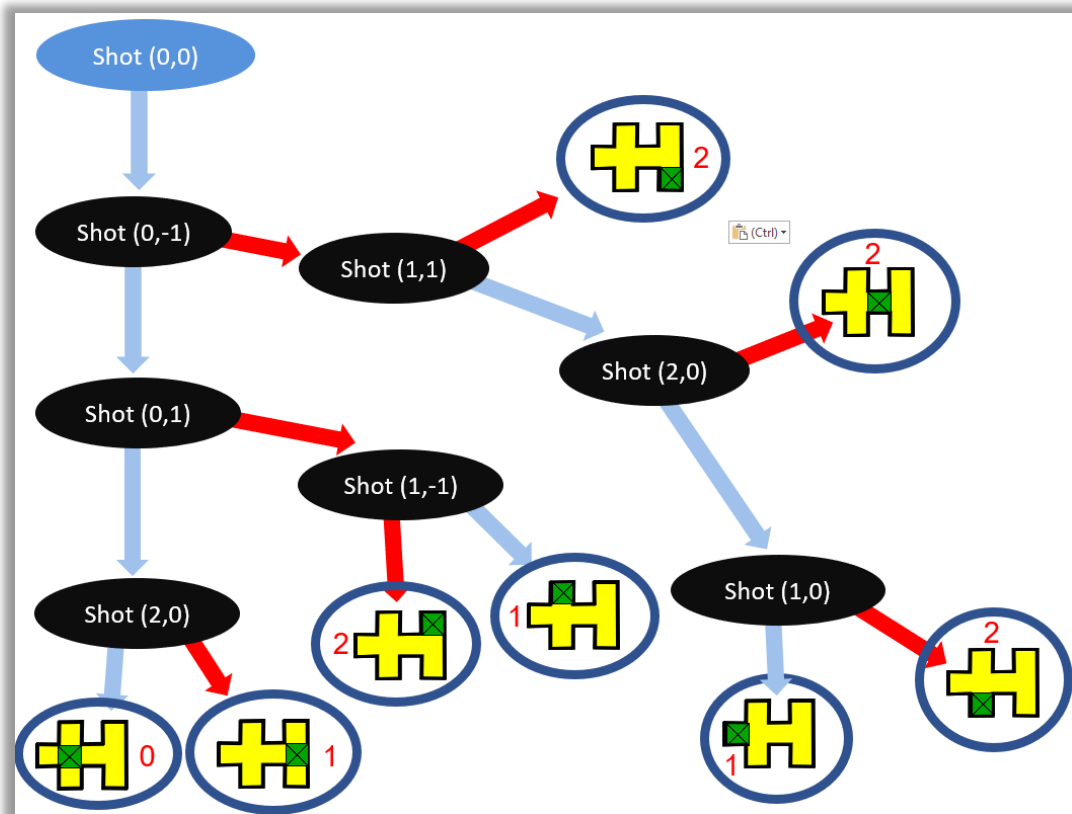 Shot (0,0)
2
Shot (0,-1)
(Ctrl)
Shot (1,1)
2
Shot (2,0)
Shot (0,1)
Shot (1,-1)
Shot (1,0)
1
Shot (2,0)
2
2
1
0
1